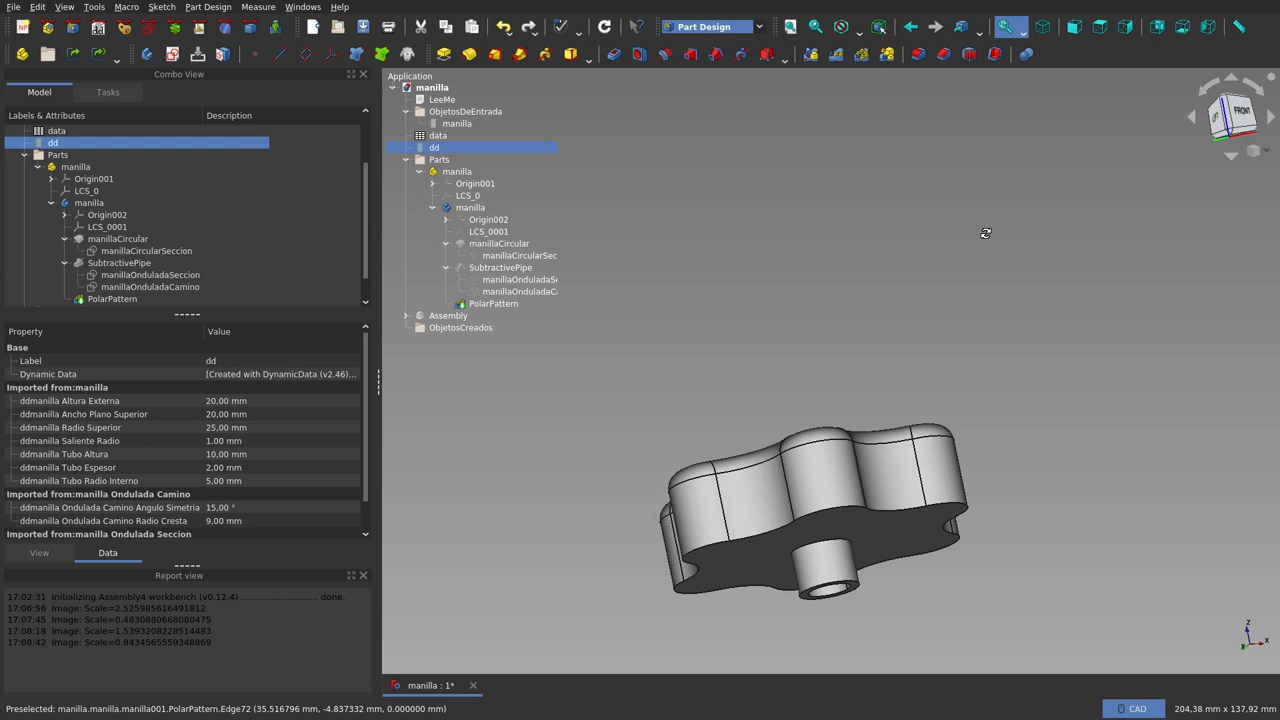 File Edit View Tools Macro Sketch Part Design Measure Windows Help
Part Design
Combo View
Model Tasks
Labels & Attributes Description
data
dd
Parts
manilla
Origin001
LCS_0
manilla
Origin002
LCS_0001
manillaCircular
manillaCircularSeccion
SubtractivePipe
manillaOnduladaSeccion
manillaOnduladaCamino
PolarPattern
Property Value
Base
Label dd
Dynamic Data [Created with DynamicData (v2.46)...
Imported from:manilla
ddmanilla Altura Externa 20,00 mm
ddmanilla Ancho Plano Superior 20,00 mm
ddmanilla Radio Superior 25,00 mm
ddmanilla Saliente Radio 1,00 mm
ddmanilla Tubo Altura 10,00 mm
ddmanilla Tubo Espesor 2,00 mm
ddmanilla Tubo Radio Interno 5,00 mm
Imported from:manilla Ondulada Camino
ddmanilla Ondulada Camino Angulo Simetria 15,00 °
ddmanilla Ondulada Camino Radio Cresta 9,00 mm
Imported from:manilla Ondulada Seccion
View Data
Report view
17:02:31 Initializing Assembly4 workbench (v0.12.4) ............................ done.
17:06:56 Image: Scale=2.525985616491812
17:07:45 Image: Scale=0.4830880668080475
17:08:18 Image: Scale=1.5393208228514483
17:08:42 Image: Scale=0.8434565559348869
Application
manilla
LeeMe
ObjetosDeEntrada
manilla
data
dd
Parts
manilla
Origin001
LCS_0
manilla
Origin002
LCS_0001
manillaCircular
manillaCircularSec
SubtractivePipe
manillaOnduladaSe
manillaOnduladaCa
PolarPattern
Assembly
ObjetosCreados
LEFT FRONT
z
y x
manilla : 1*
Preselected: manilla.manilla.manilla001.PolarPattern.Edge72 (35.516796 mm, -4.837332 mm, 0.000000 mm)
CAD 204,38 mm x 137,92 mm